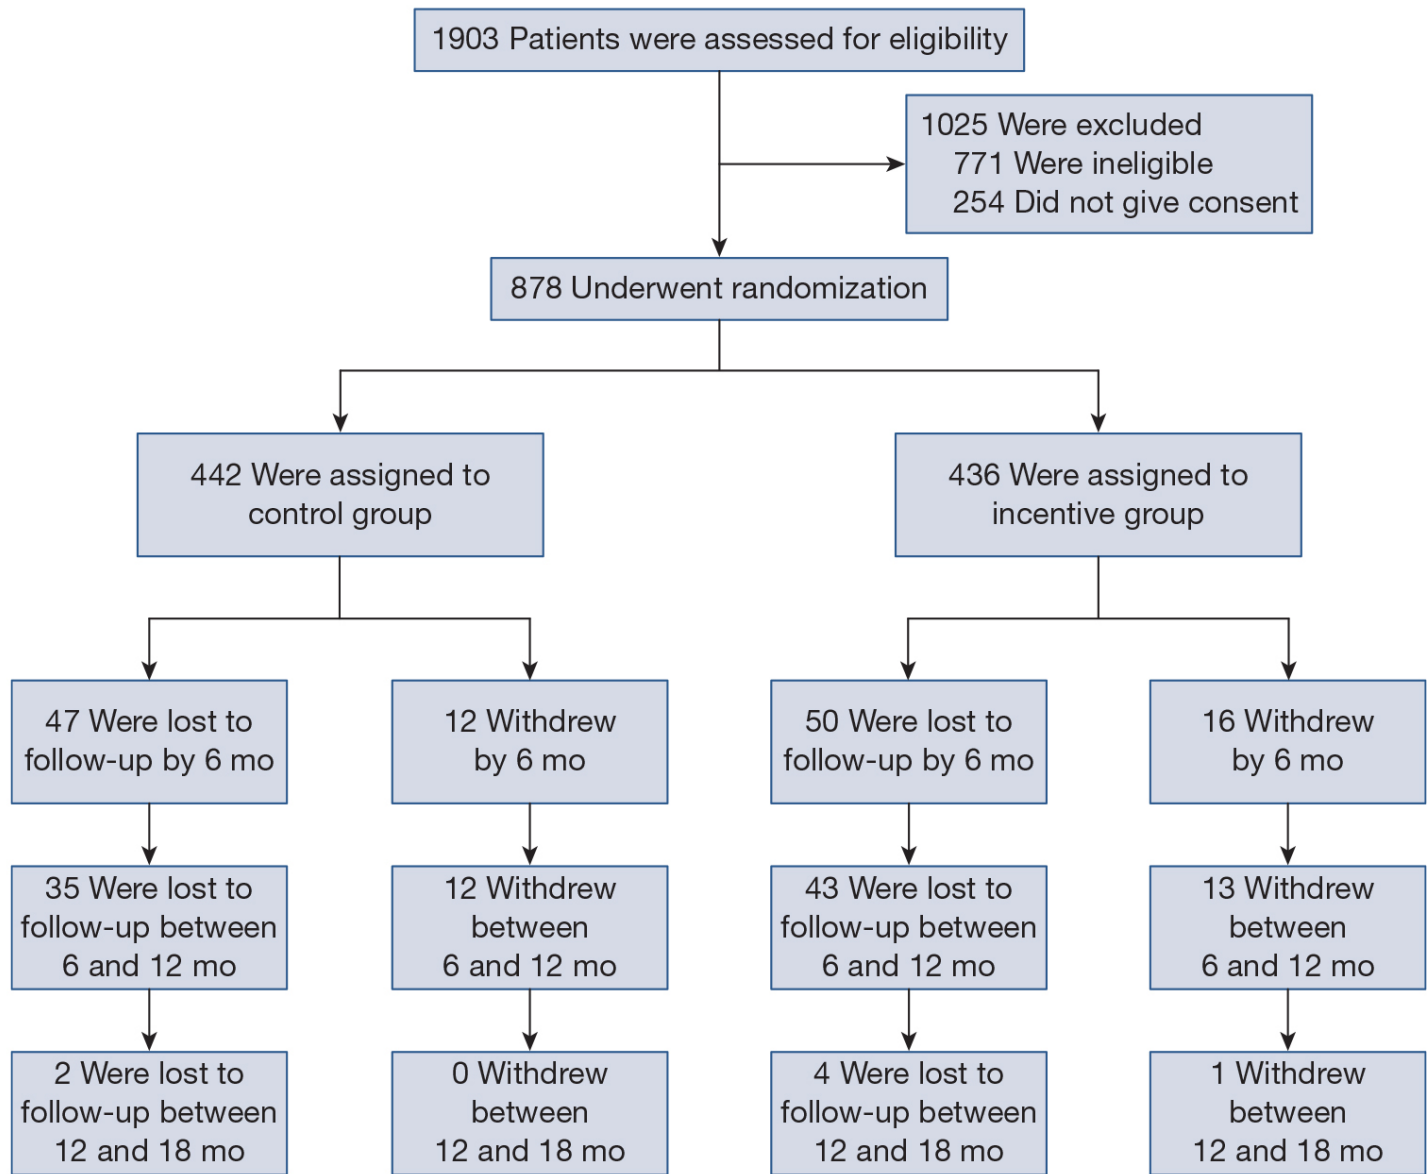 1903 Patients were assessed for eligibility
1025 Were excluded
771 Were ineligible
254 Did not give consent
878 Underwent randomization
442 Were assigned to
control group
436 Were assigned to
incentive group
47 Were lost to
follow-up by 6 mo
12 Withdrew
by 6 mo
50 Were lost to
follow-up by 6 mo
16 Withdrew
by 6 mo
35 Were lost to
follow-up between
6 and 12 mo
12 Withdrew
between
6 and 12 mo
43 Were lost to
follow-up between
6 and 12 mo
13 Withdrew
between
6 and 12 mo
2 Were lost to
follow-up between
12 and 18 mo
0 Withdrew
between
12 and 18 mo
4 Were lost to
follow-up between
12 and 18 mo
1 Withdrew
between
12 and 18 mo